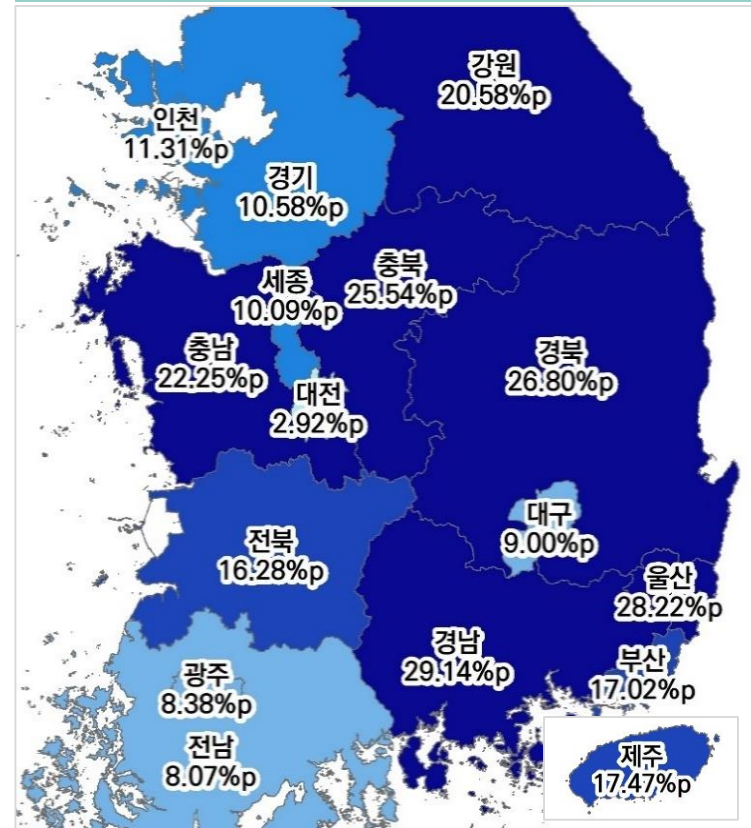 강원
20.58%p
인천
11.31%p
경기
10.58%p
충북
25.54%p
세종
10.09%p
충남
22.25%p
경북
26.80%p
대전
2.92%p
대구
9.00%p
전북
16.28%p
울산
28.22%p
경남
29.14%p
부산
17.02%p
광주
8.38%p
전남
8.07%p
제주
17.47%p